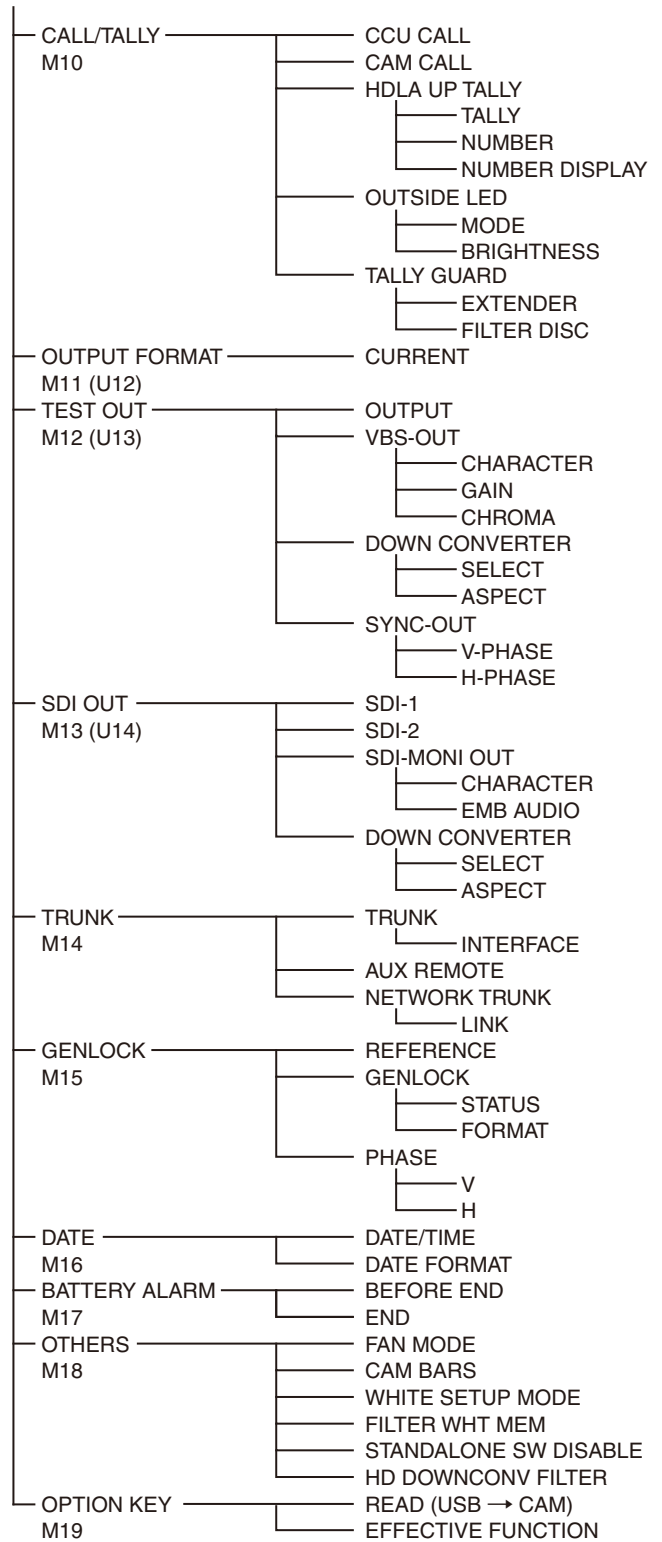 CALL/TALLY
M10
CCU CALL
CAM CALL
HDLA UP TALLY
TALLY
NUMBER
NUMBER DISPLAY
OUTSIDE LED
MODE
BRIGHTNESS
TALLY GUARD
EXTENDER
FILTER DISC
OUTPUT FORMAT
M11 (U12)
CURRENT
TEST OUT
M12 (U13)
OUTPUT
VBS-OUT
CHARACTER
GAIN
CHROMA
DOWN CONVERTER
SELECT
ASPECT
SYNC-OUT
V-PHASE
H-PHASE
SDI OUT
M13 (U14)
SDI-1
SDI-2
SDI-MONI OUT
CHARACTER
EMB AUDIO
DOWN CONVERTER
SELECT
ASPECT
TRUNK
M14
TRUNK
INTERFACE
AUX REMOTE
NETWORK TRUNK
LINK
GENLOCK
M15
REFERENCE
GENLOCK
STATUS
FORMAT
PHASE
V
H
DATE
M16
DATE/TIME
DATE FORMAT
BATTERY ALARM
M17
BEFORE END
END
OTHERS
M18
FAN MODE
CAM BARS
WHITE SETUP MODE
FILTER WHT MEM
STANDALONE SW DISABLE
HD DOWNCONV FILTER
OPTION KEY
M19
READ (USB → CAM)
EFFECTIVE FUNCTION